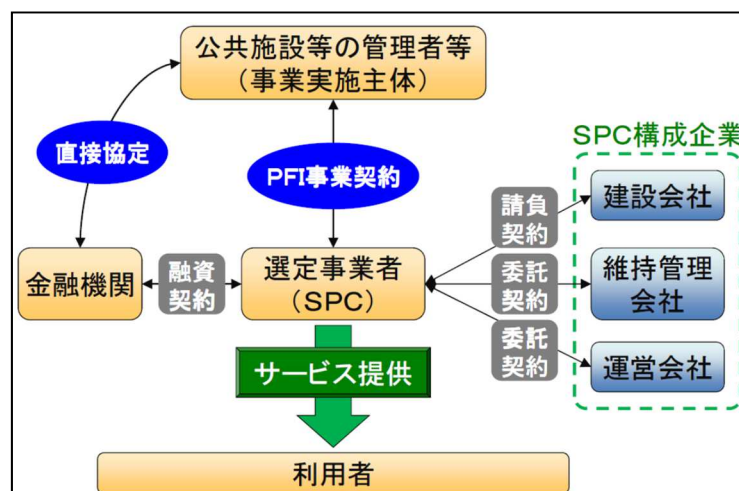 公共施設等の管理者等
(事業実施主体)
直接協定
PFI事業契約
SPC構成企業
請負
契約
建設会社
金融機関
融資
契約
選定事業者
(SPC)
委託
契約
維持管理
会社
委託
契約
運営会社
サービス提供
利用者